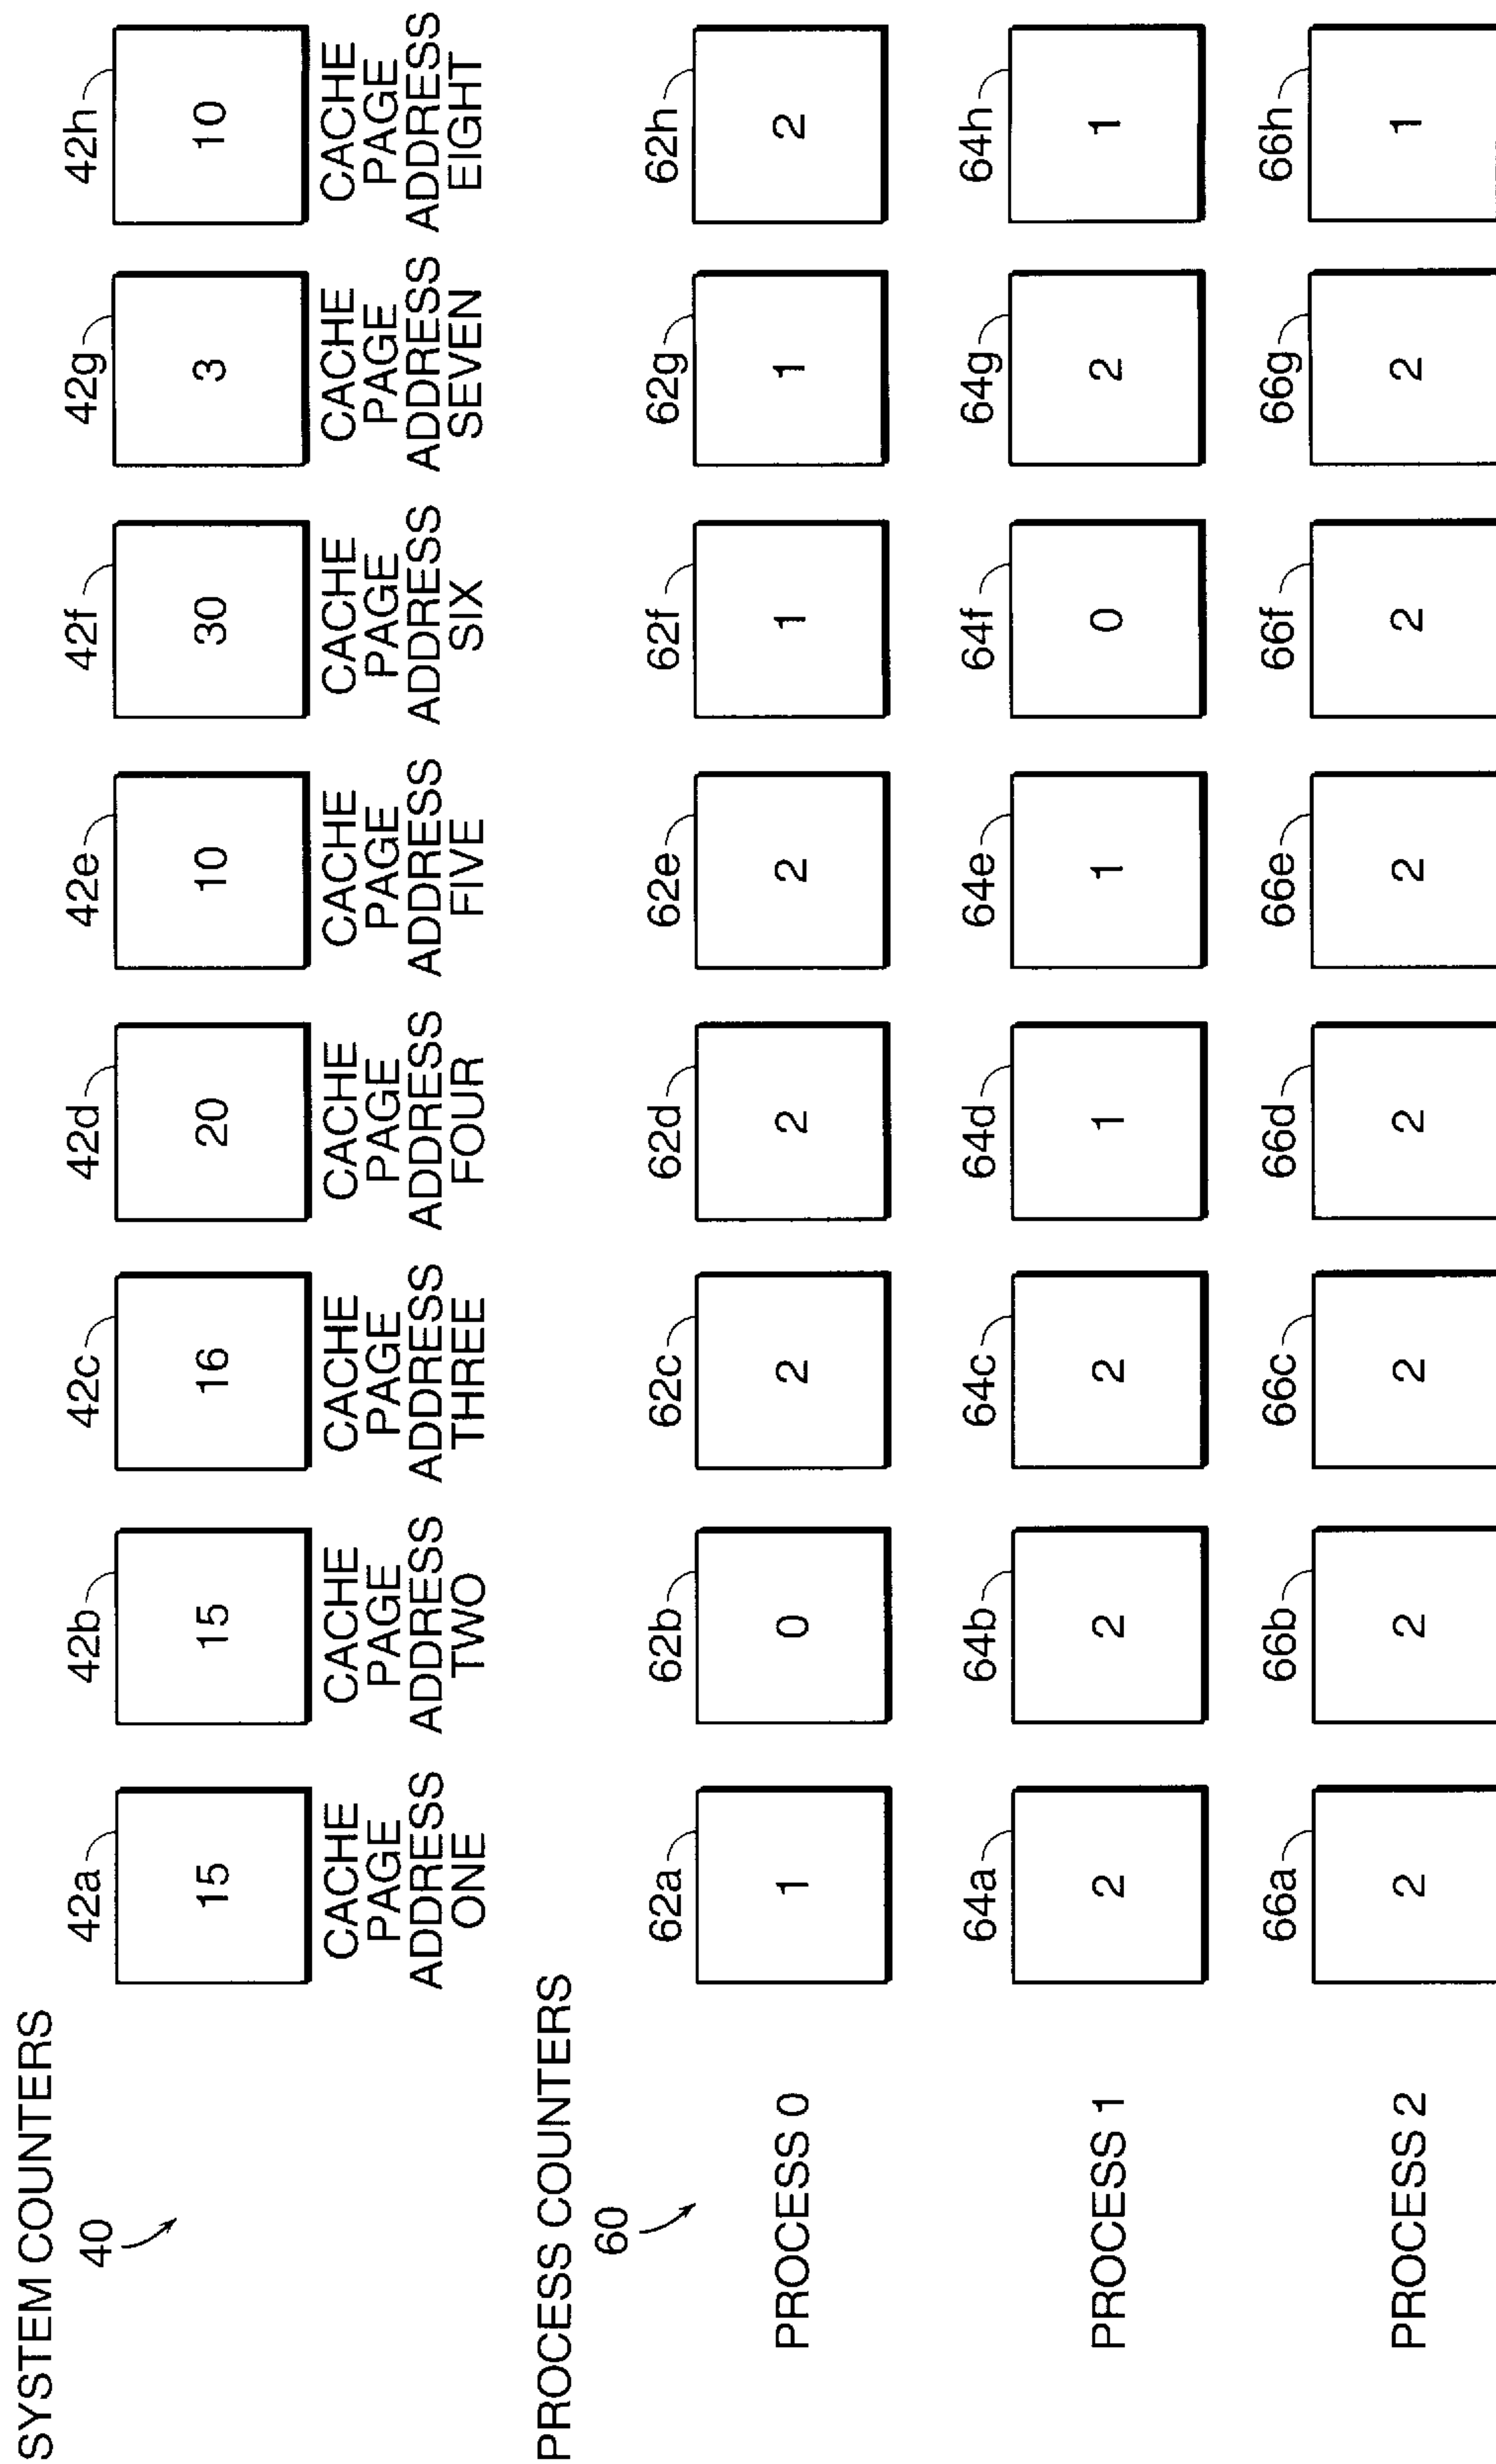 SYSTEM COUNTERS
40
42a 42b 42c 42d 42e 42f 42g 42h
15 15 16 20 10 30 3 10
CACHE CACHE CACHE CACHE CACHE CACHE CACHE CACHE
PAGE PAGE PAGE PAGE PAGE PAGE PAGE PAGE
ADDRESS ADDRESS ADDRESS ADDRESS ADDRESS ADDRESS ADDRESS ADDRESS
ONE TWO THREE FOUR FIVE SIX SEVEN EIGHT
PROCESS COUNTERS
60
62a 62b 62c 62d 62e 62f 62g 62h
PROCESS 0 1 0 2 2 2 1 1 2
64a 64b 64c 64d 64e 64f 64g 64h
PROCESS 1 2 2 2 1 1 0 2 1
66a 66b 66c 66d 66e 66f 66g 66h
PROCESS 2 2 2 2 2 2 2 2 1